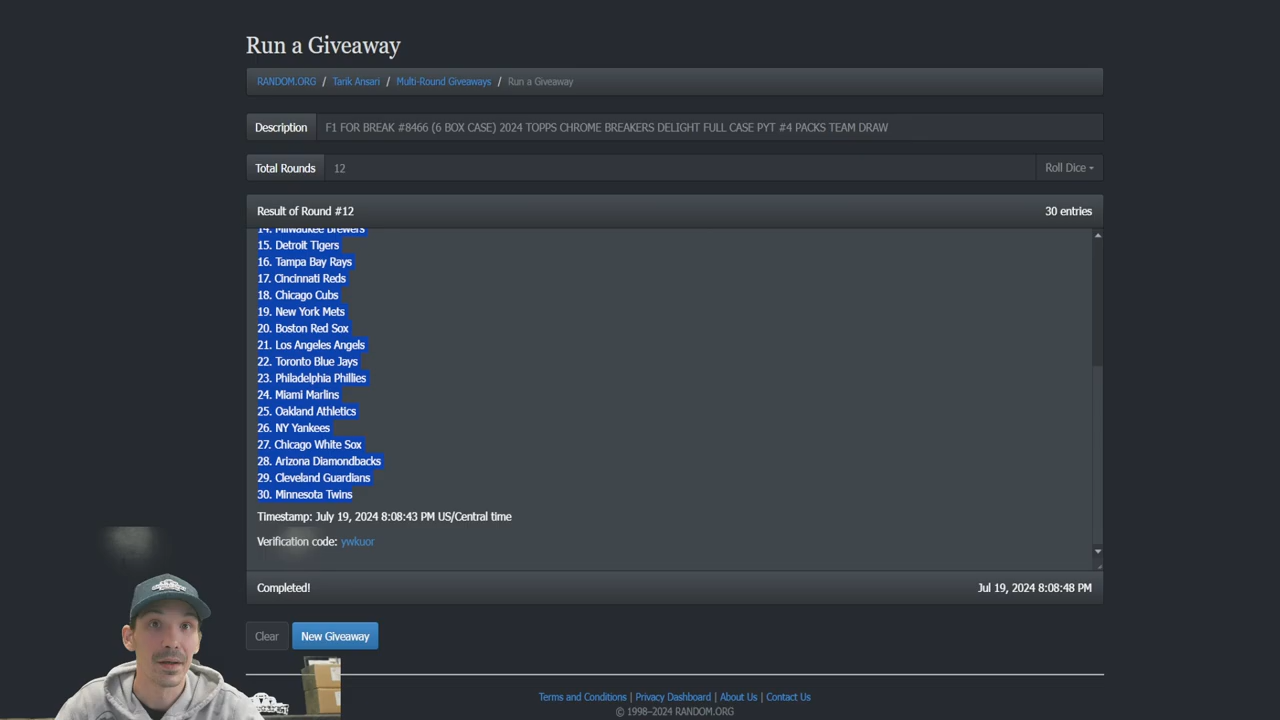 Run a Giveaway
RANDOM.ORG / Tarik Ansari / Multi-Round Giveaways / Run a Giveaway
Description F1 FOR BREAK #8466 (6 BOX CASE) 2024 TOPPS CHROME BREAKERS DELIGHT FULL CASE PYT #4 PACKS TEAM DRAW
Total Rounds 12 Roll Dice
Result of Round #12 30 entries
14. Milwaukee Brewers
15. Detroit Tigers
16. Tampa Bay Rays
17. Cincinnati Reds
18. Chicago Cubs
19. New York Mets
20. Boston Red Sox
21. Los Angeles Angels
22. Toronto Blue Jays
23. Philadelphia Phillies
24. Miami Marlins
25. Oakland Athletics
26. NY Yankees
27. Chicago White Sox
28. Arizona Diamondbacks
29. Cleveland Guardians
30. Minnesota Twins
Timestamp: July 19, 2024 8:08:43 PM US/Central time
Verification code: ywkuor
Completed! Jul 19, 2024 8:08:48 PM
Clear New Giveaway
Terms and Conditions | Privacy Dashboard | About Us | Contact Us
© 1998–2024 RANDOM.ORG